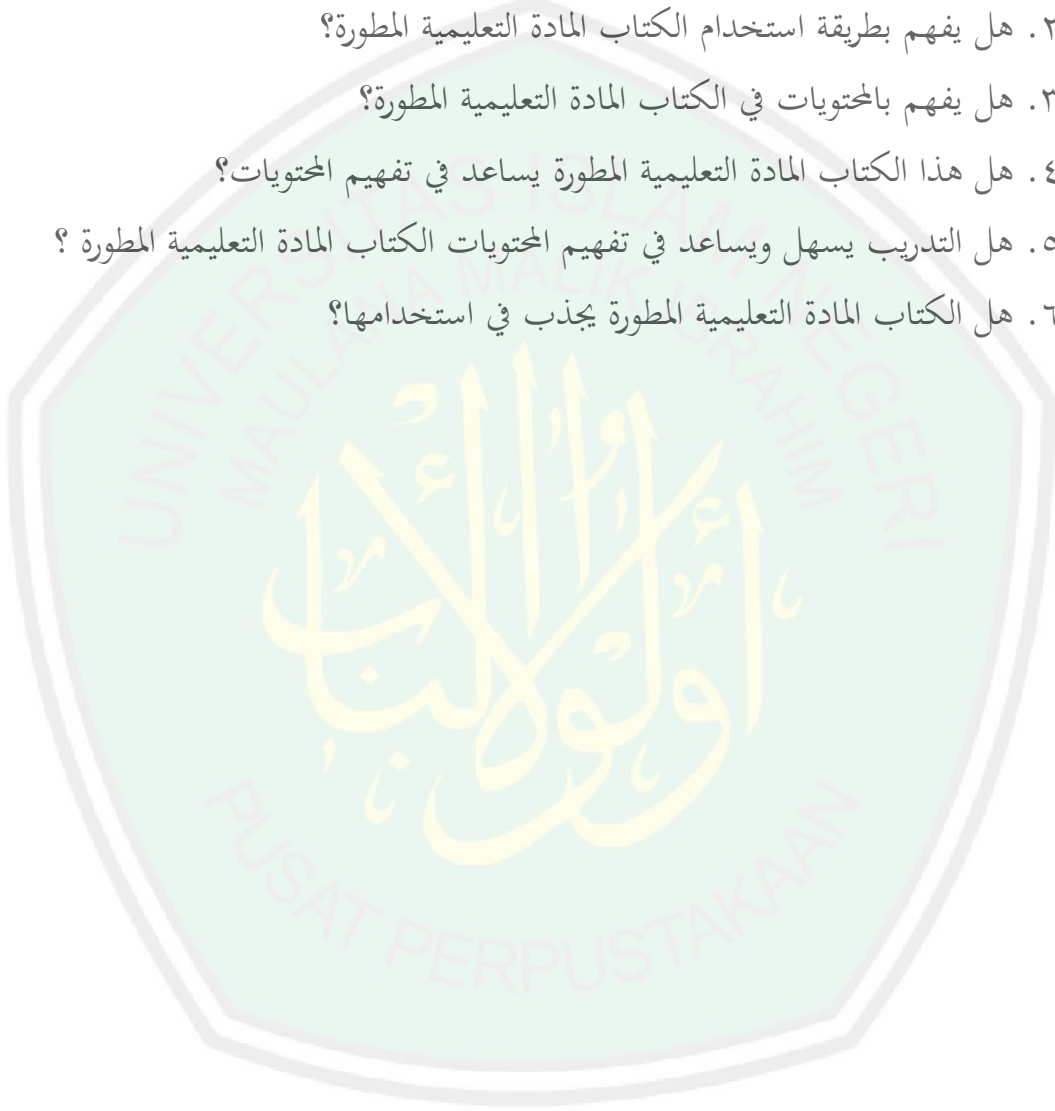 ٢. هل يفهم بطريقة استخدام الكتاب المادة التعليمية المطورة؟
٣. هل يفهم بالمحتويات في الكتاب المادة التعليمية المطورة؟
٤. هل هذا الكتاب المادة التعليمية المطورة يساعد في تفهيم المحتويات؟
٥. هل التدريب يسهل ويساعد في تفهيم المحتويات الكتاب المادة التعليمية المطورة ؟
٦. هل الكتاب المادة التعليمية المطورة يجذب في استخدامها؟
UNIVERSITAS ISLAM NEGERI
MAULANA MALIK IBRAHIM
أولوا الألباب
PUSAT PERPUSTAKAAN